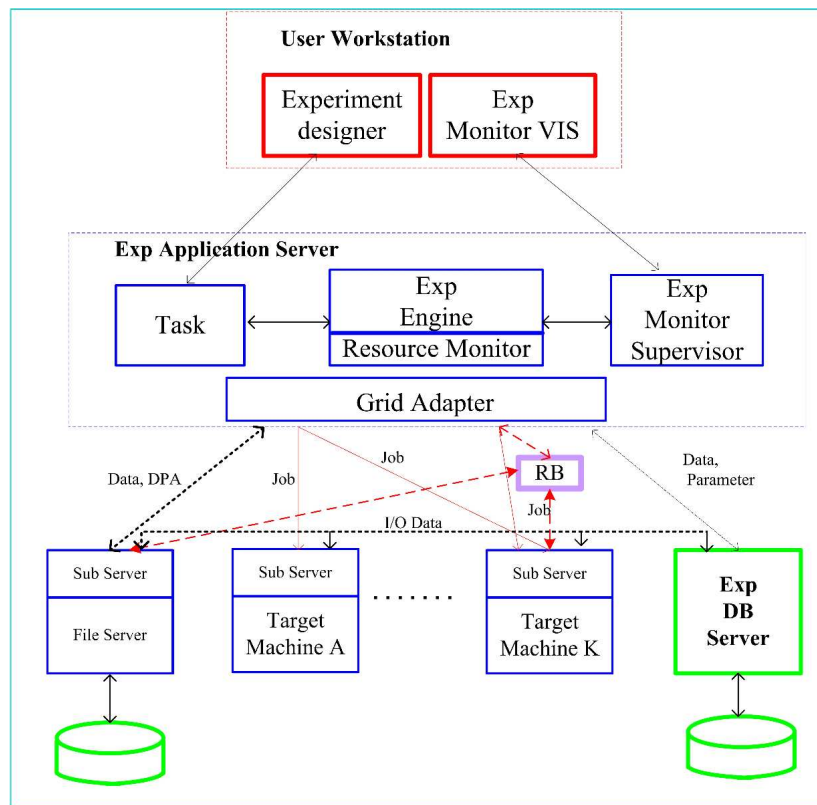 User Workstation
Experiment
designer
Exp
Monitor VIS
Exp Application Server
Task
Exp
Engine
Resource Monitor
Exp
Monitor
Supervisor
Grid Adapter
Data, DPA
Job
Job
RB
Data,
Parameter
Job
I/O Data
Sub Server
File Server
Sub Server
Target
Machine A
.......
Sub Server
Target
Machine K
Exp
DB
Server